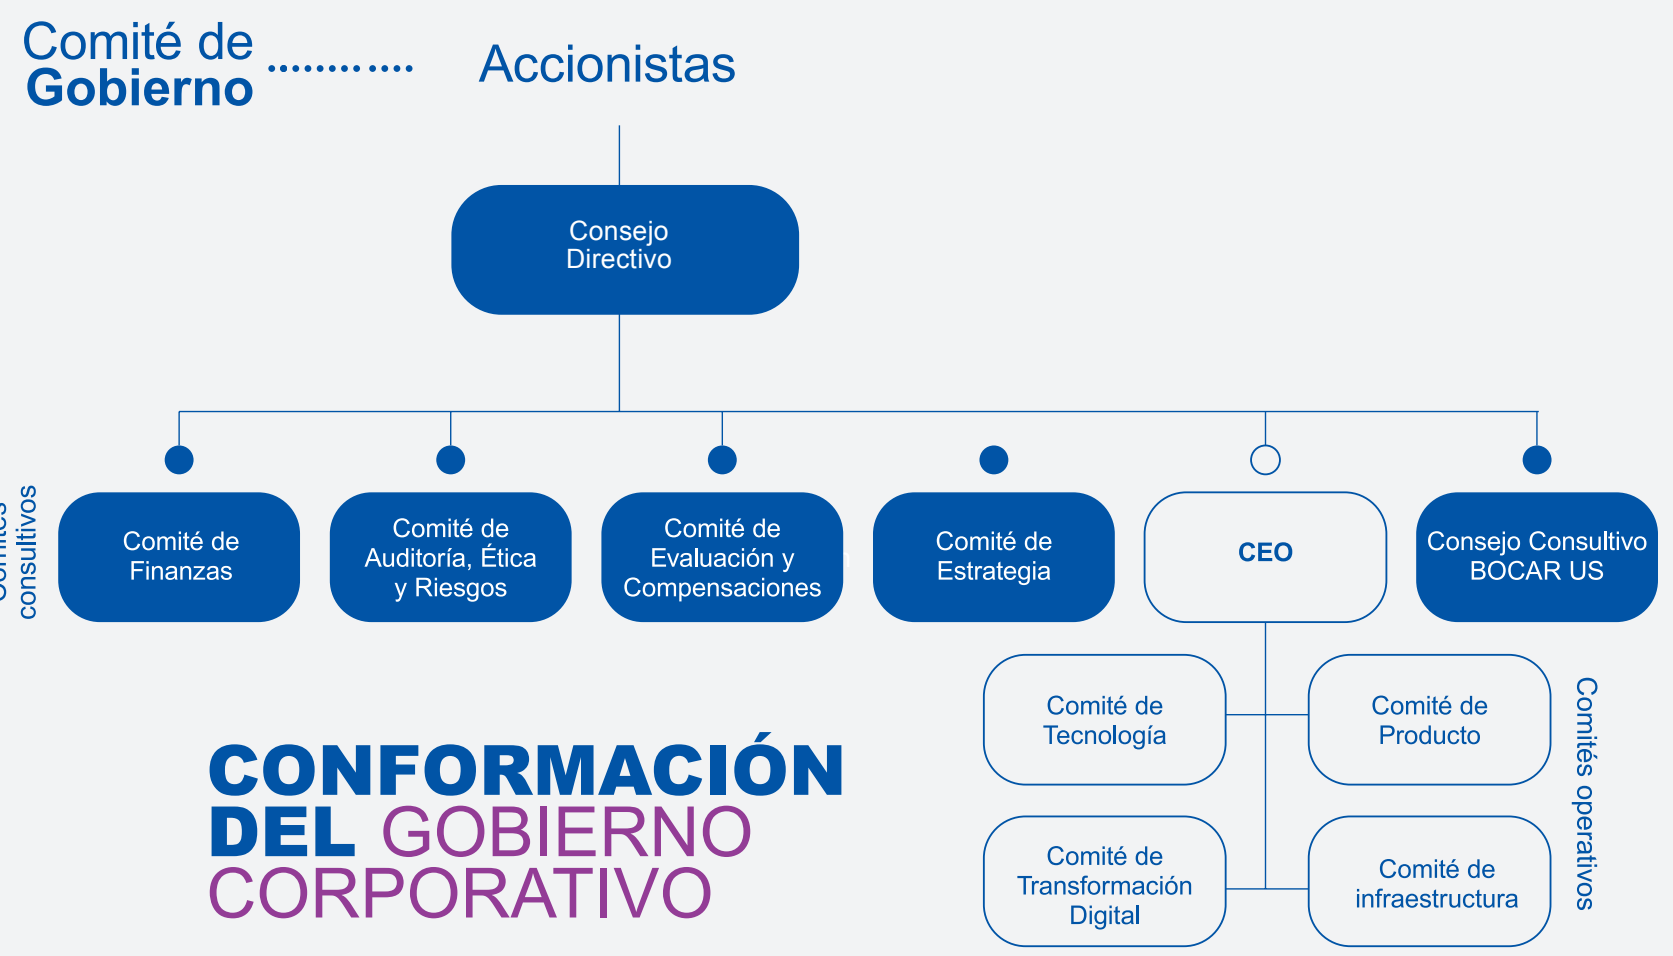 Comité de
Gobierno ............
Accionistas
Consejo
Directivo
consultivos
Comité de
Finanzas
Comité de
Auditoría, Ética
y Riesgos
Comité de
Evaluación y
Compensaciones
Comité de
Estrategia
CEO
Consejo Consultivo
BOCAR US
Comité de
Tecnología
Comité de
Producto
Comité de
Transformación
Digital
Comité de
infraestructura
Comités operativos
CONFORMACIÓN
DEL GOBIERNO
CORPORATIVO